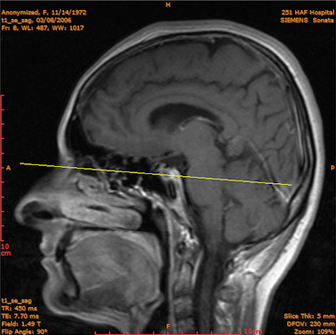 H
Anonymized, F, 11/14/1972
t1_se_sag, 03/08/2006
Fr: 8, WL: 487, WW: 1017
251 HAF Hospital
SIEMENS Sonata
A
P
10
cm
t1_se_sag
TR: 450 ms
TE: 7.70 ms
Field: 1.49 T
Flip Angle: 90°
F
10cm
Slice Thk: 5 mm
DFOV: 230 mm
Zoom: 109%